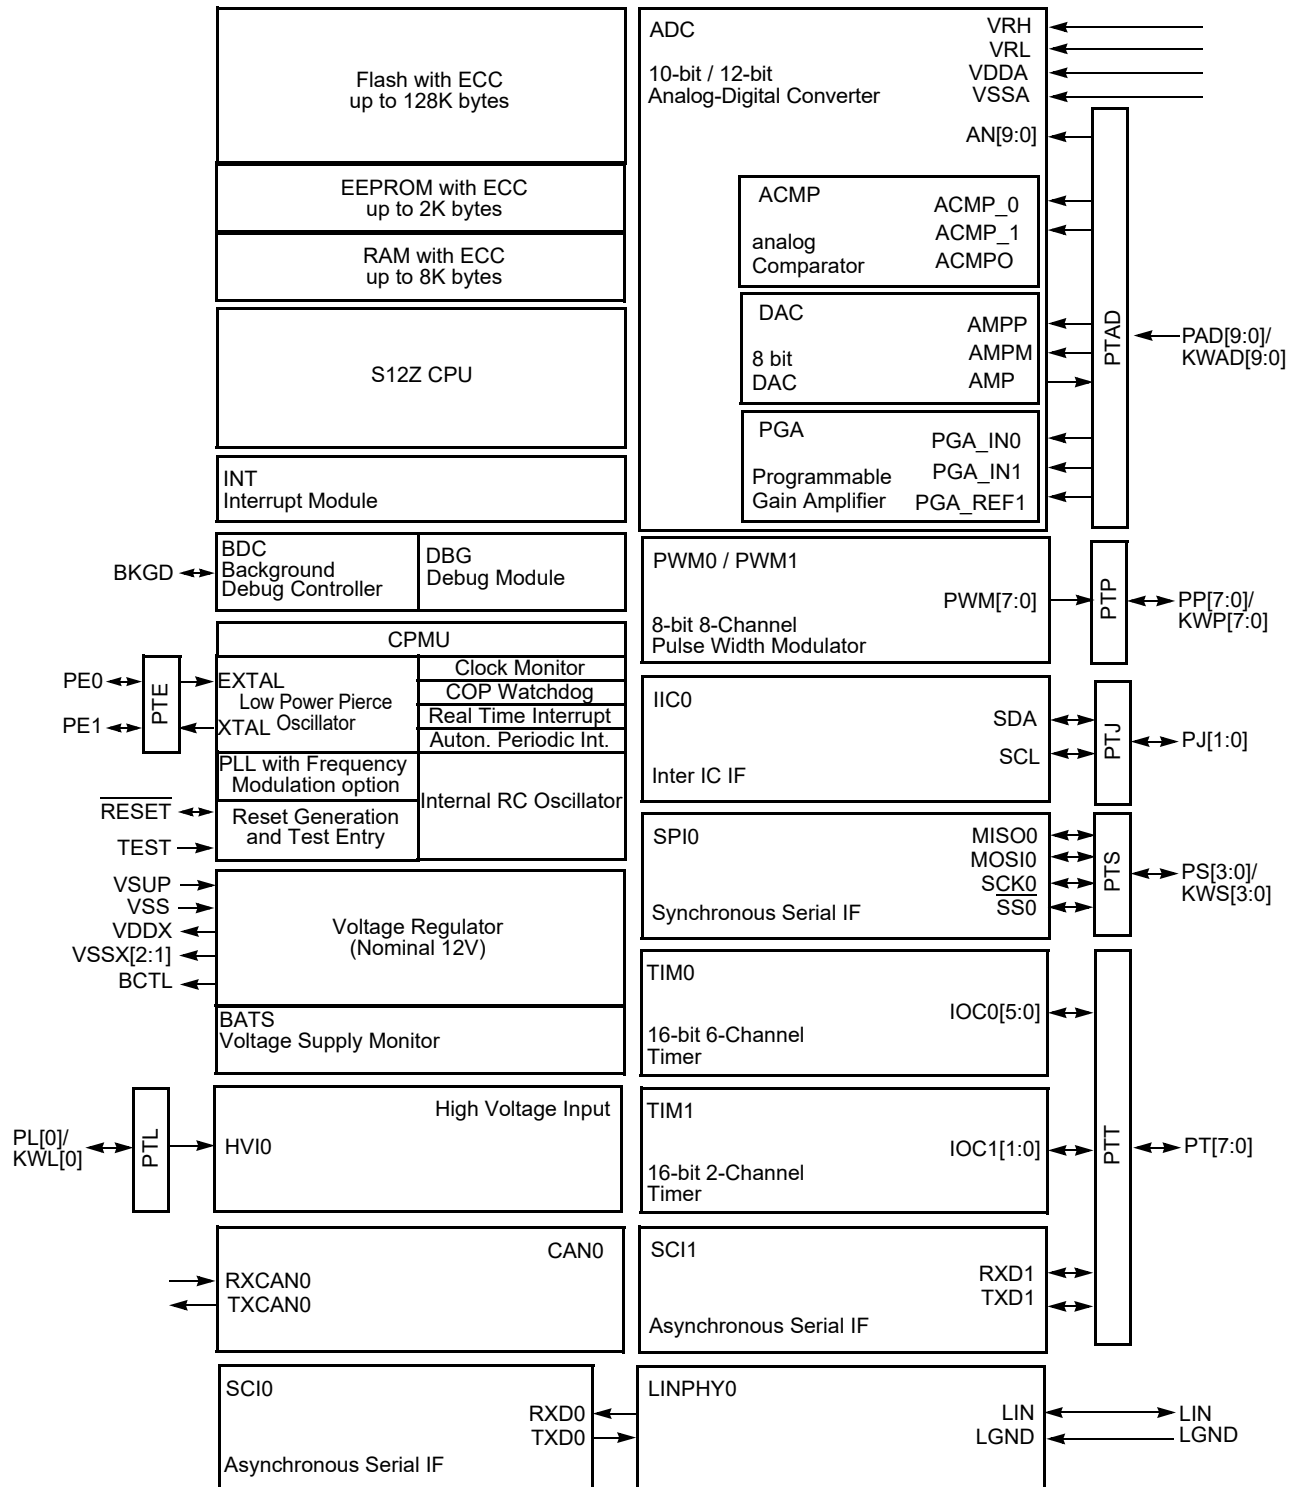 Flash with ECC
up to 128K bytes
EEPROM with ECC
up to 2K bytes
RAM with ECC
up to 8K bytes
S12Z CPU
INT
Interrupt Module
BKGD
BDC
Background
Debug Controller
DBG
Debug Module
CPMU
PE0
PE1
PTE
EXTAL
Low Power Pierce
XTAL Oscillator
Clock Monitor
COP Watchdog
Real Time Interrupt
Auton. Periodic Int.
PLL with Frequency
Modulation option
Internal RC Oscillator
RESET
TEST
Reset Generation
and Test Entry
VSUP
VSS
VDDX
VSSX[2:1]
BCTL
Voltage Regulator
(Nominal 12V)
BATS
Voltage Supply Monitor
PL[0]/
KWL[0]
PTL
High Voltage Input
HVI0
CAN0
RXCAN0
TXCAN0
SCI0
RXD0
TXD0
Asynchronous Serial IF
ADC
10-bit / 12-bit
Analog-Digital Converter
VRH
VRL
VDDA
VSSA
AN[9:0]
ACMP
analog
Comparator
ACMP_0
ACMP_1
ACMPO
DAC
8 bit
DAC
AMPP
AMPM
AMP
PGA
Programmable
Gain Amplifier
PGA_IN0
PGA_IN1
PGA_REF1
PTAD
PAD[9:0]/
KWAD[9:0]
PWM0 / PWM1
PWM[7:0]
8-bit 8-Channel
Pulse Width Modulator
PTP
PP[7:0]/
KWP[7:0]
IIC0
SDA
SCL
Inter IC IF
PTJ
PJ[1:0]
SPI0
MISO0
MOSI0
SCK0
SS0
Synchronous Serial IF
PTS
PS[3:0]/
KWS[3:0]
TIM0
IOC0[5:0]
16-bit 6-Channel
Timer
TIM1
IOC1[1:0]
16-bit 2-Channel
Timer
PTT
PT[7:0]
SCI1
RXD1
TXD1
Asynchronous Serial IF
LINPHY0
LIN
LGND
LIN
LGND